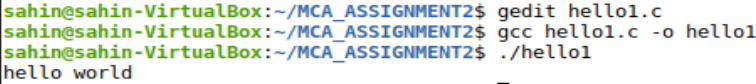 sahin@sahin-VirtualBox:~/MCA_ASSIGNMENT2$ gedit hello1.c
sahin@sahin-VirtualBox:~/MCA_ASSIGNMENT2$ gcc hello1.c -o hello1
sahin@sahin-VirtualBox:~/MCA_ASSIGNMENT2$ ./hello1
hello world